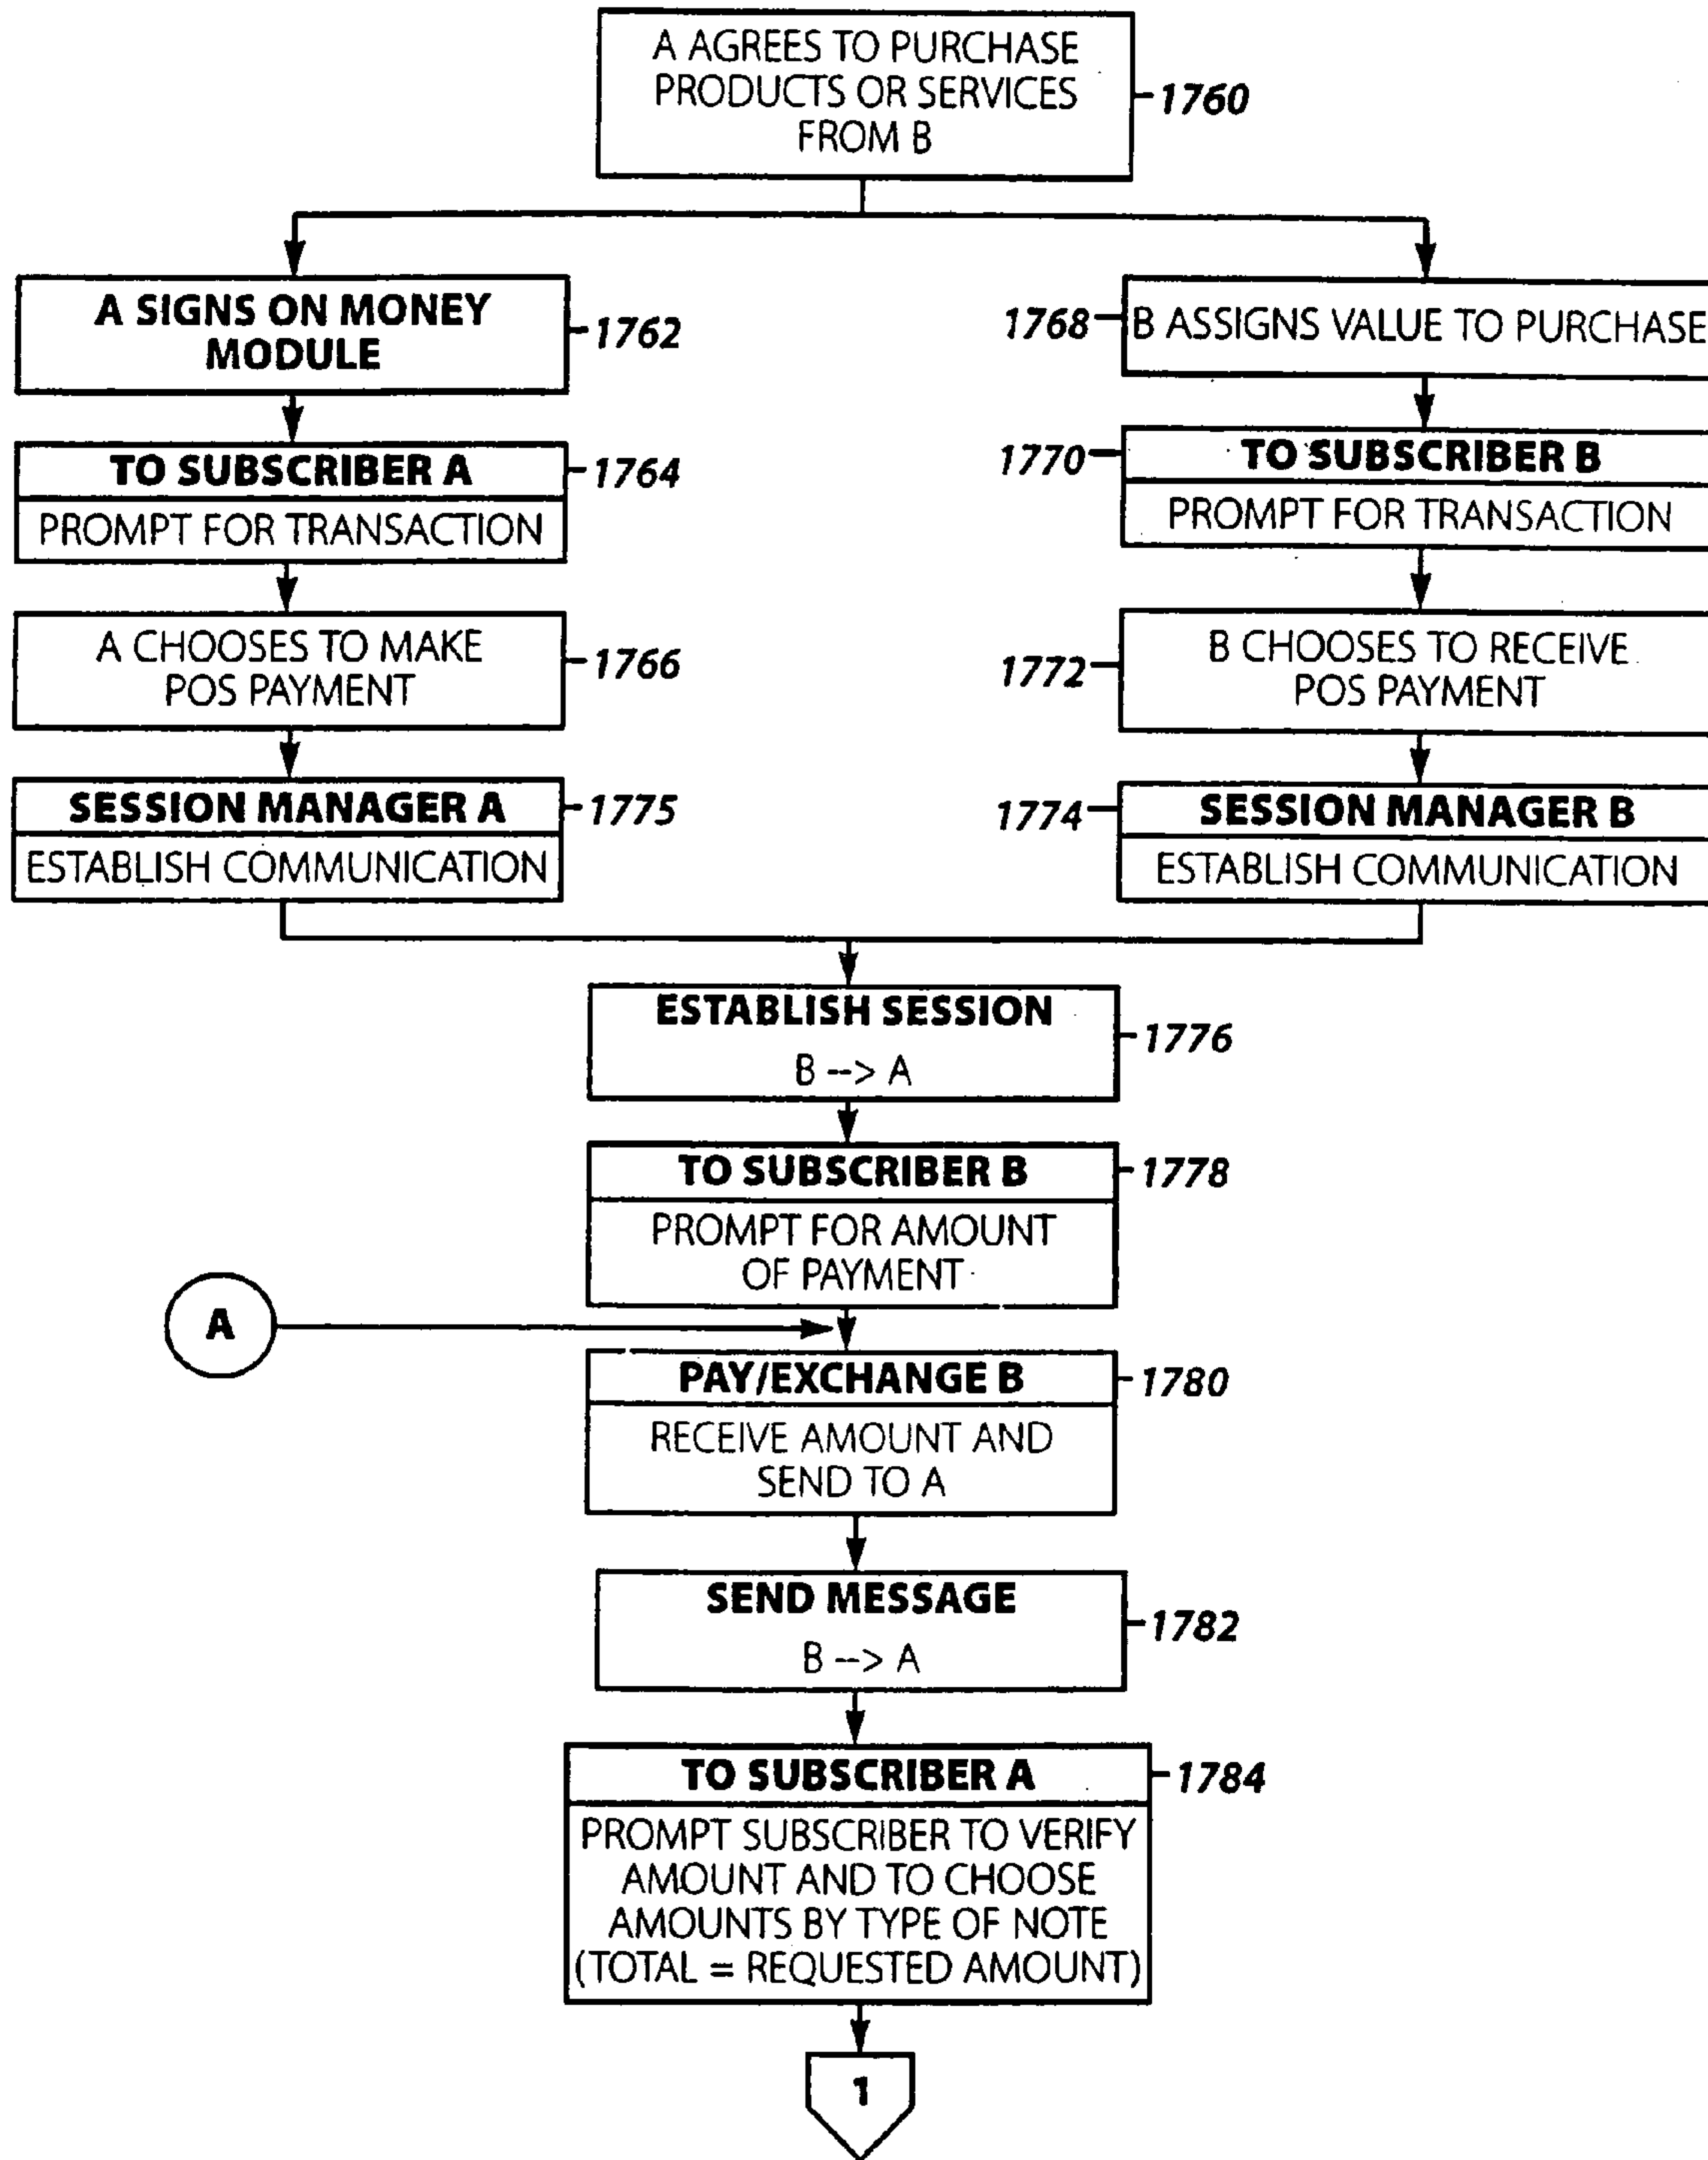 A AGREES TO PURCHASE
PRODUCTS OR SERVICES
FROM B
1760
A SIGNS ON MONEY
MODULE
1762
TO SUBSCRIBER A
1764
PROMPT FOR TRANSACTION
A CHOOSES TO MAKE
POS PAYMENT
1766
SESSION MANAGER A
1775
ESTABLISH COMMUNICATION
1768
B ASSIGNS VALUE TO PURCHASE
1770
TO SUBSCRIBER B
PROMPT FOR TRANSACTION
1772
B CHOOSES TO RECEIVE
POS PAYMENT
1774
SESSION MANAGER B
ESTABLISH COMMUNICATION
ESTABLISH SESSION
B --> A
1776
TO SUBSCRIBER B
1778
PROMPT FOR AMOUNT
OF PAYMENT
A
PAY/EXCHANGE B
1780
RECEIVE AMOUNT AND
SEND TO A
SEND MESSAGE
B --> A
1782
TO SUBSCRIBER A
1784
PROMPT SUBSCRIBER TO VERIFY
AMOUNT AND TO CHOOSE
AMOUNTS BY TYPE OF NOTE
(TOTAL = REQUESTED AMOUNT)
1